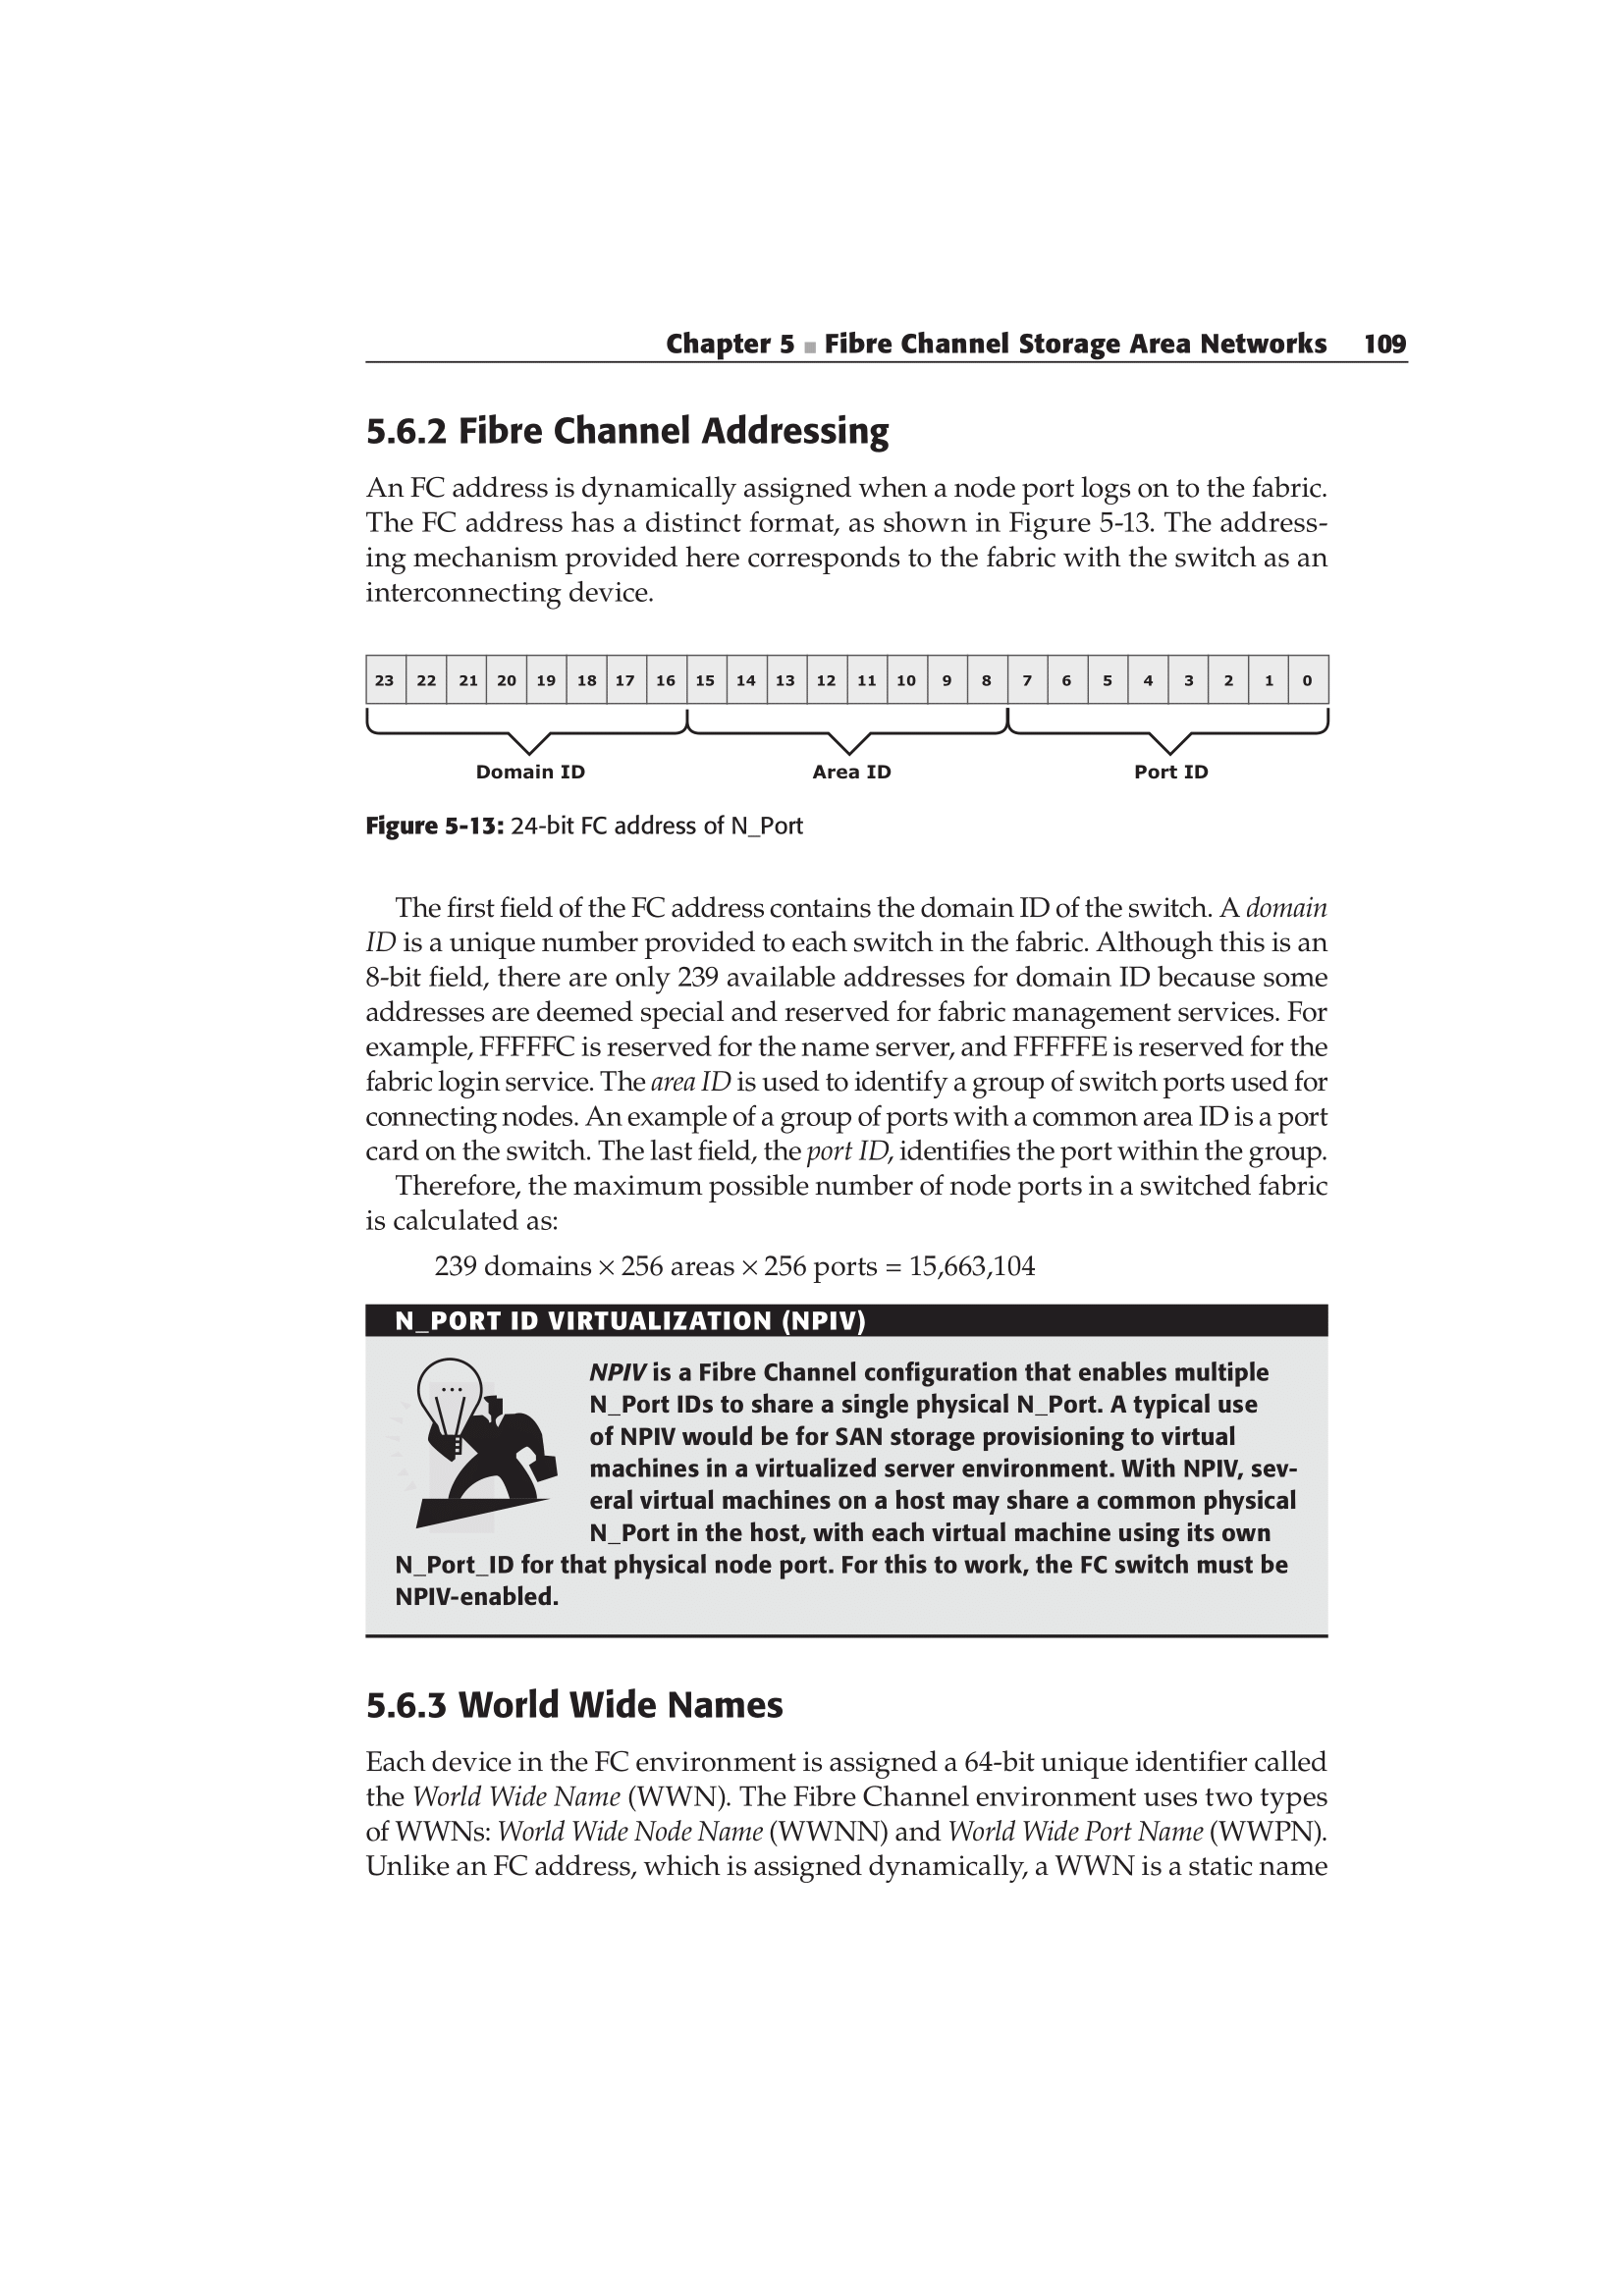 Chapter 5 ■ Fibre Channel Storage Area Networks 109
5.6.2 Fibre Channel Addressing
An FC address is dynamically assigned when a node port logs on to the fabric.
The FC address has a distinct format, as shown in Figure 5-13. The address-
ing mechanism provided here corresponds to the fabric with the switch as an
interconnecting device.
23 22 21 20 19 18 17 16 15 14 13 12 11 10 9 8 7 6 5 4 3 2 1 0
Domain ID Area ID Port ID
Figure 5-13: 24-bit FC address of N_Port
The first field of the FC address contains the domain ID of the switch. A domain
ID is a unique number provided to each switch in the fabric. Although this is an
8-bit field, there are only 239 available addresses for domain ID because some
addresses are deemed special and reserved for fabric management services. For
example, FFFFFC is reserved for the name server, and FFFFFE is reserved for the
fabric login service. The area ID is used to identify a group of switch ports used for
connecting nodes. An example of a group of ports with a common area ID is a port
card on the switch. The last field, the port ID, identifies the port within the group.
Therefore, the maximum possible number of node ports in a switched fabric
is calculated as:
239 domains × 256 areas × 256 ports = 15,663,104
N_PORT ID VIRTUALIZATION (NPIV)
NPIV is a Fibre Channel configuration that enables multiple
N_Port IDs to share a single physical N_Port. A typical use
of NPIV would be for SAN storage provisioning to virtual
machines in a virtualized server environment. With NPIV, sev-
eral virtual machines on a host may share a common physical
N_Port in the host, with each virtual machine using its own
N_Port_ID for that physical node port. For this to work, the FC switch must be
NPIV-enabled.
5.6.3 World Wide Names
Each device in the FC environment is assigned a 64-bit unique identifier called
the World Wide Name (WWN). The Fibre Channel environment uses two types
of WWNs: World Wide Node Name (WWNN) and World Wide Port Name (WWPN).
Unlike an FC address, which is assigned dynamically, a WWN is a static name